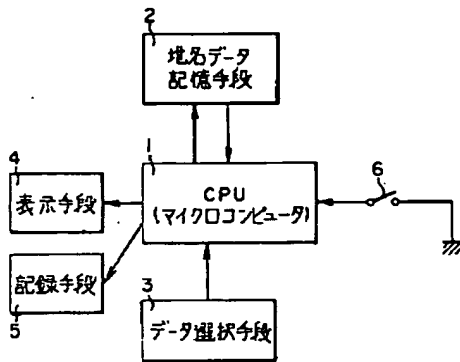 2
地名データ
記憶手段
4
表示手段
1
CPU
(マイクロコンピュータ)
6
記録手段
5
3
データ選択手段